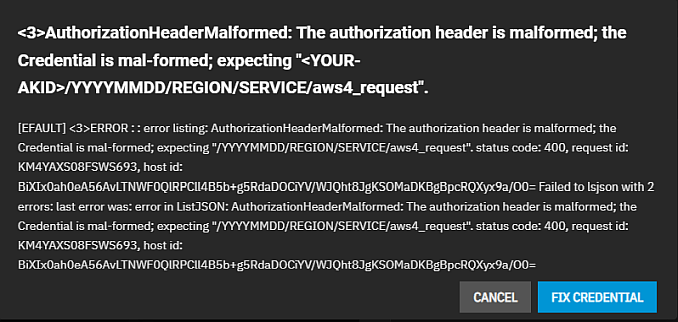 <3>AuthorizationHeaderMalformed: The authorization header is malformed; the
Credential is mal-formed; expecting "<YOUR-
AKID>/YYYYMMDD/REGION/SERVICE/aws4_request".
[EFAULT] <3>ERROR : : error listing: AuthorizationHeaderMalformed: The authorization header is malformed; the
Credential is mal-formed; expecting "/YYYYMMDD/REGION/SERVICE/aws4_request". status code: 400, request id:
KM4YAXS08FSWS693, host id:
BiXIx0ah0eA56AvLTNWF0QlRPCll4B5b+g5RdaDOCiYV/WJQht8JgKSOMaDKBgBpcRQXyx9a/O0= Failed to lsjson with 2
errors: last error was: error in ListJSON: AuthorizationHeaderMalformed: The authorization header is malformed; the
Credential is mal-formed; expecting "/YYYYMMDD/REGION/SERVICE/aws4_request". status code: 400, request id:
KM4YAXS08FSWS693, host id:
BiXIx0ah0eA56AvLTNWF0QlRPCll4B5b+g5RdaDOCiYV/WJQht8JgKSOMaDKBgBpcRQXyx9a/O0=
CANCEL FIX CREDENTIAL